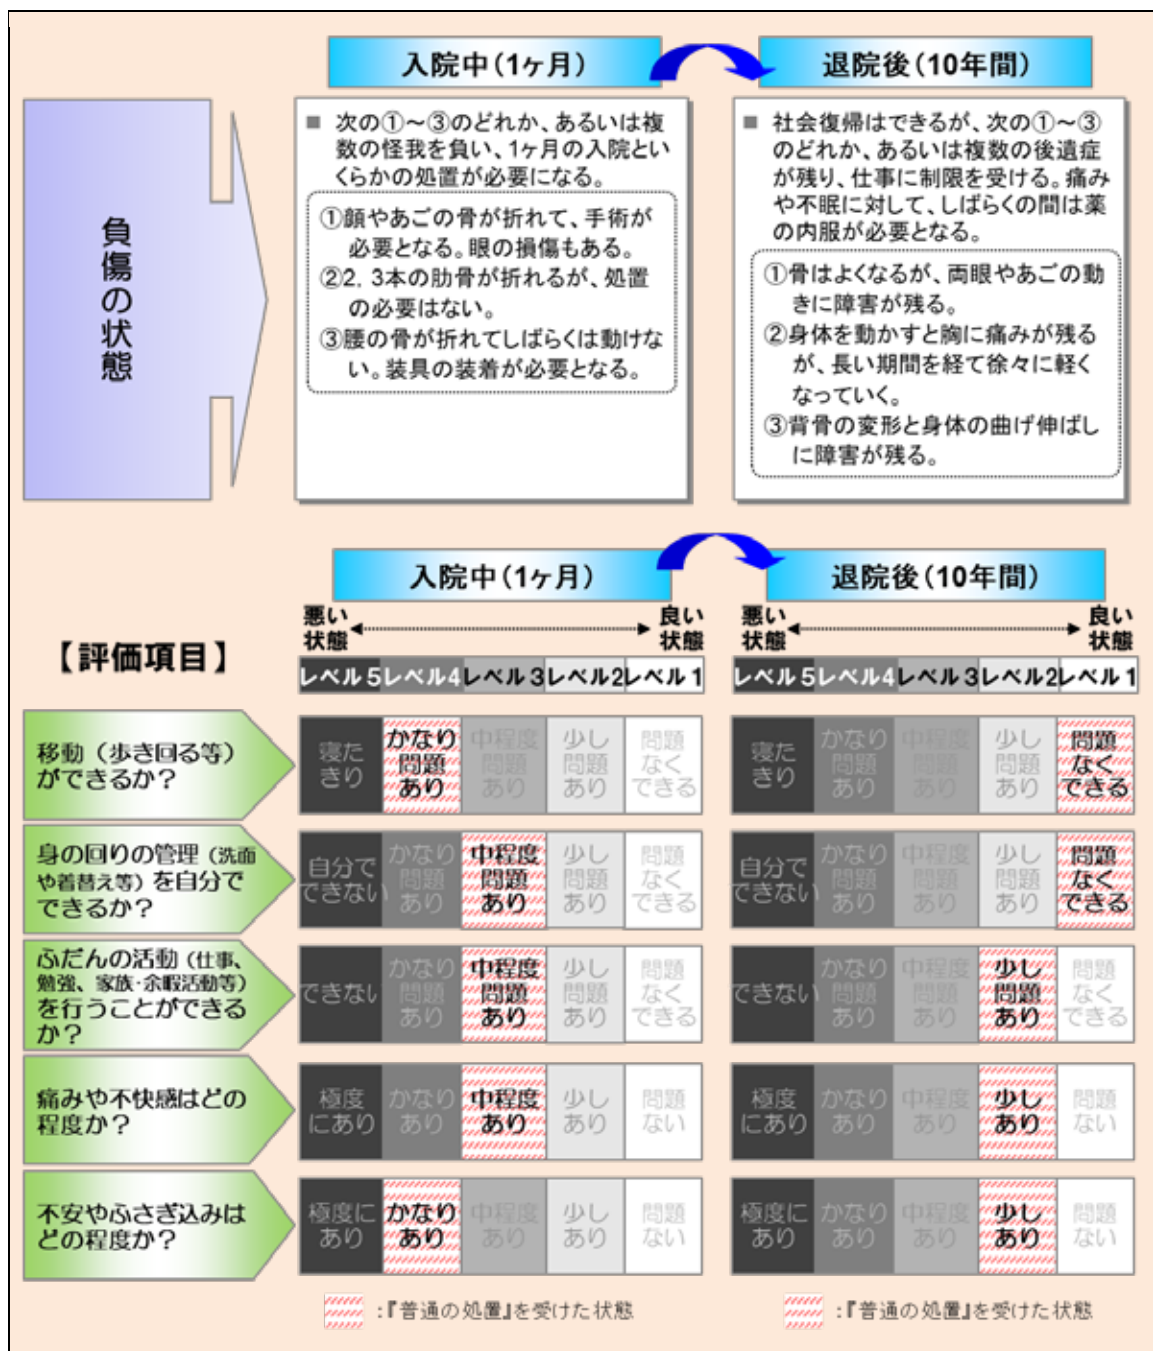 入院中(1ヶ月)
退院後(10年間)
負傷の状態
■ 次の①～③のどれか、あるいは複
数の怪我を負い、1ヶ月の入院とい
くらかの処置が必要になる。
①顔やあごの骨が折れて、手術が
必要となる。眼の損傷もある。
②2, 3本の肋骨が折れるが、処置
の必要はない。
③腰の骨が折れてしばらくは動けな
い。装具の装着が必要となる。
■ 社会復帰はできるが、次の①～③
のどれか、あるいは複数の後遺症
が残り、仕事に制限を受ける。痛み
や不眠に対して、しばらくの間は薬
の内服が必要となる。
①骨はよくなるが、両眼やあごの動
きに障害が残る。
②身体を動かすと胸に痛みが残る
が、長い期間を経て徐々に軽く
なっていく。
③背骨の変形と身体の曲げ伸ばし
に障害が残る。
入院中(1ヶ月)
退院後(10年間)
悪い
状態
良い
状態
悪い
状態
良い
状態
【評価項目】
レベル5 レベル4 レベル3 レベル2 レベル1
レベル5 レベル4 レベル3 レベル2 レベル1
移動(歩き回る等)
ができるか?
寝た
きり
かなり
問題
あり
中程度
問題
あり
少し
問題
あり
問題
なく
できる
寝た
きり
かなり
問題
あり
中程度
問題
あり
少し
問題
あり
問題
なく
できる
身の回りの管理(洗面
や着替え等)を自分で
できるか?
自分で
できない
かなり
問題
あり
中程度
問題
あり
少し
問題
あり
問題
なく
できる
自分で
できない
かなり
問題
あり
中程度
問題
あり
少し
問題
あり
問題
なく
できる
ふだんの活動(仕事、
勉強、家族・余暇活動等)
を行うことができる
か?
できない
かなり
問題
あり
中程度
問題
あり
少し
問題
あり
問題
なく
できる
できない
かなり
問題
あり
中程度
問題
あり
少し
問題
あり
問題
なく
できる
痛みや不快感はどの
程度か?
極度
にあり
かなり
あり
中程度
あり
少し
あり
問題
ない
極度
にあり
かなり
あり
中程度
あり
少し
あり
問題
ない
不安やふさぎ込みは
どの程度か?
極度に
あり
かなり
あり
中程度
あり
少し
あり
問題
ない
極度に
あり
かなり
あり
中程度
あり
少し
あり
問題
ない
:『普通の処置』を受けた状態
:『普通の処置』を受けた状態